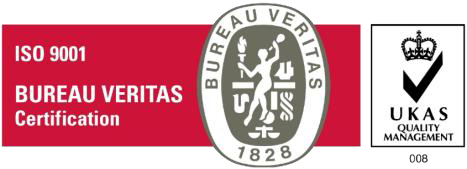 ISO 9001
BUREAU VERITAS
Certification
BUREAU VERITAS
1828
UKAS
QUALITY
MANAGEMENT
008